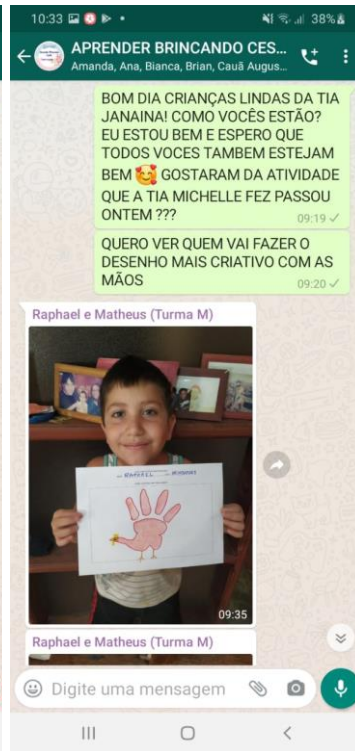 10:33
38%
APRENDER BRINCANDO CES...
Amanda, Ana, Bianca, Brian, Cauã Augus...
BOM DIA CRIANÇAS LINDAS DA TIA
JANAINA! COMO VOCÊS ESTÃO?
EU ESTOU BEM E ESPERO QUE
TODOS VOCES TAMBEM ESTEJAM
BEM 🥰 GOSTARAM DA ATIVIDADE
QUE A TIA MICHELLE FEZ PASSOU
ONTEM ???
09:19
QUERO VER QUEM VAI FAZER O
DESENHO MAIS CRIATIVO COM AS
MÃOS
09:20
Raphael e Matheus (Turma M)
RAPHAEL
09:35
Raphael e Matheus (Turma M)
Digite uma mensagem